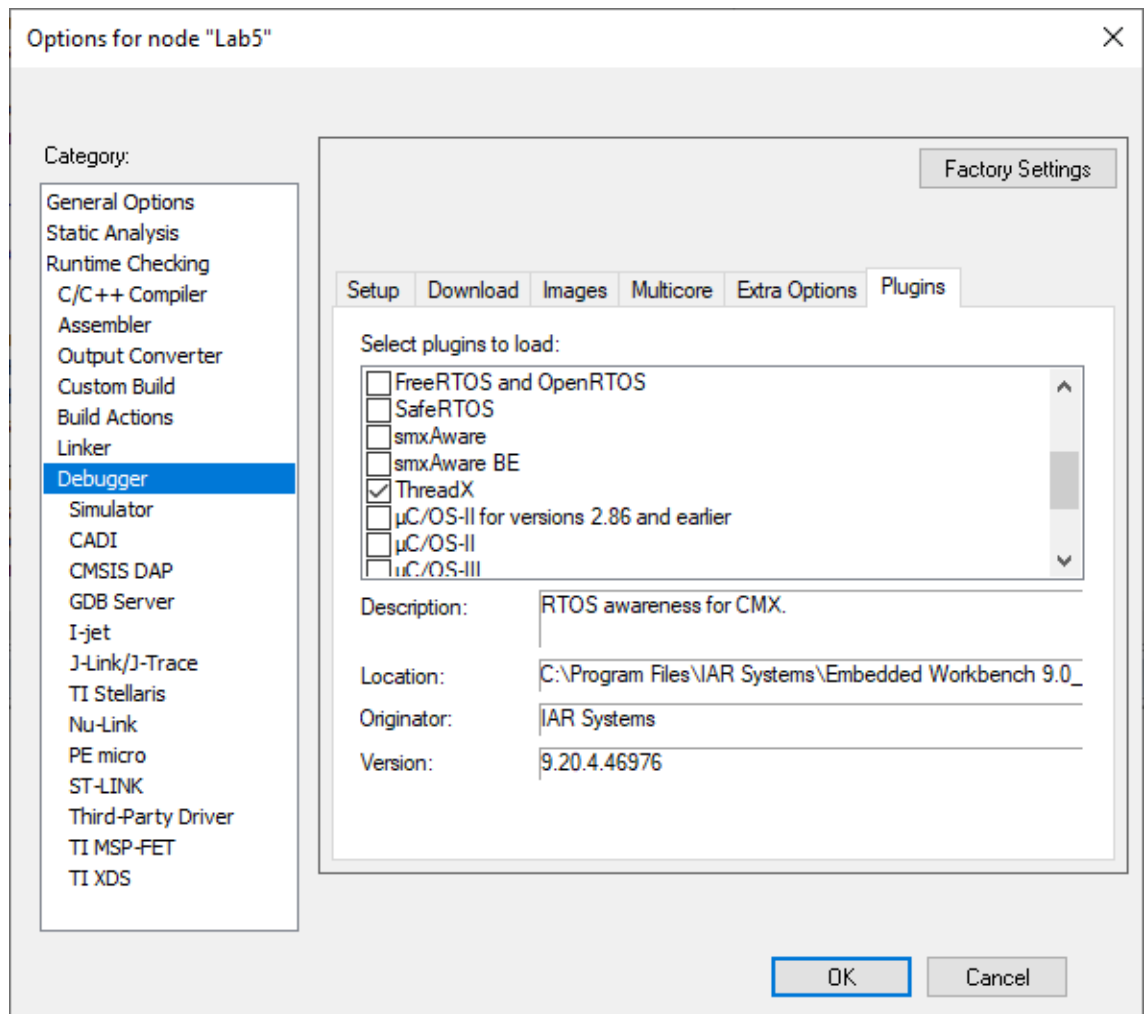 Options for node "Lab5"
Category:
General Options
Static Analysis
Runtime Checking
C/C++ Compiler
Assembler
Output Converter
Custom Build
Build Actions
Linker
Debugger
Simulator
CADI
CMSIS DAP
GDB Server
I-jet
J-Link/J-Trace
TI Stellaris
Nu-Link
PE micro
ST-LINK
Third-Party Driver
TI MSP-FET
TI XDS
Factory Settings
Setup Download Images Multicore Extra Options Plugins
Select plugins to load:
FreeRTOS and OpenRTOS
SafeRTOS
smxAware
smxAware BE
ThreadX
µC/OS-II for versions 2.86 and earlier
µC/OS-II
µC/OS-III
Description: RTOS awareness for CMX.
Location: C:\Program Files\IAR Systems\Embedded Workbench 9.0_
Originator: IAR Systems
Version: 9.20.4.46976
OK Cancel